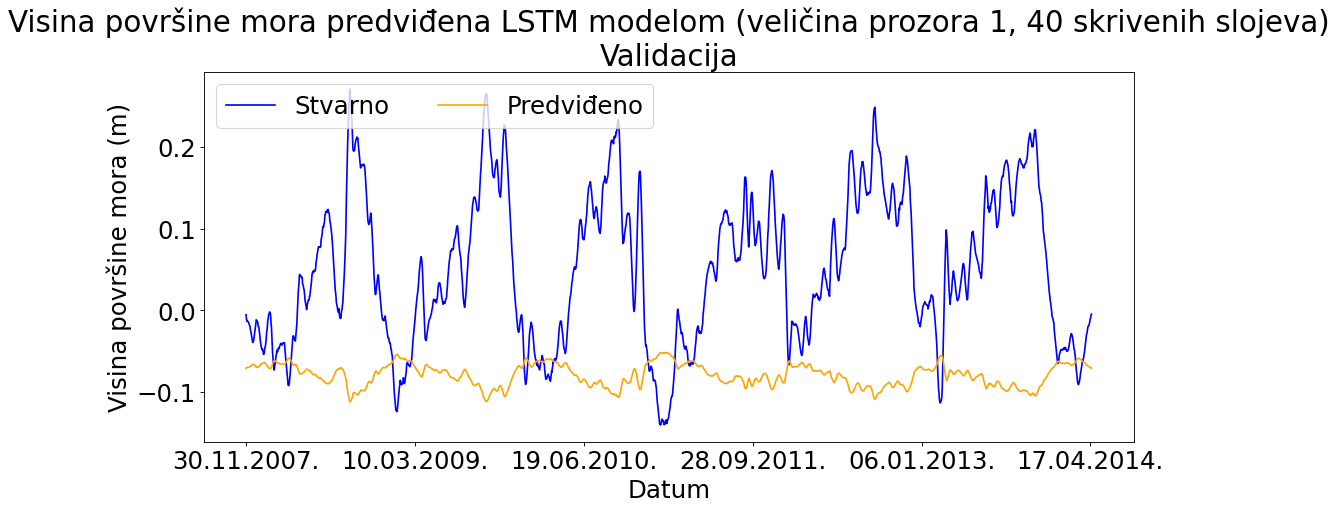 Visina površine mora predviđena LSTM modelom (veličina prozora 1, 40 skrivenih slojeva)
Validacija
Stvarno Predviđeno
Visina površine mora (m)
0.2
0.1
0.0
−0.1
30.11.2007. 10.03.2009. 19.06.2010. 28.09.2011. 06.01.2013. 17.04.2014.
Datum